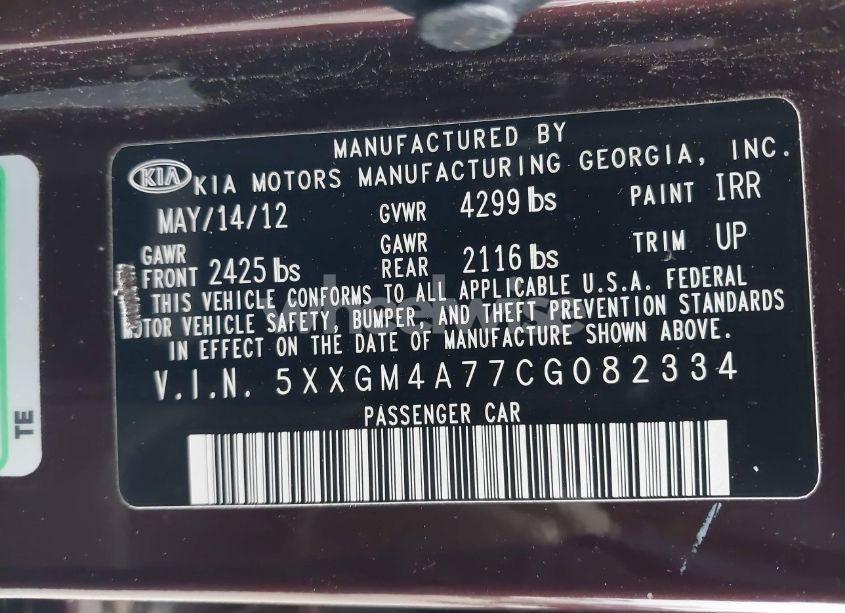 MANUFACTURED BY
KIA KIA MOTORS MANUFACTURING GEORGIA, INC.
MAY/14/12 GVWR 4299 lbs PAINT IRR
GAWR FRONT 2425 lbs GAWR REAR 2116 lbs TRIM UP
THIS VEHICLE CONFORMS TO ALL APPLICABLE U.S.A. FEDERAL
MOTOR VEHICLE SAFETY, BUMPER, AND THEFT PREVENTION STANDARDS
IN EFFECT ON THE DATE OF MANUFACTURE SHOWN ABOVE.
V.I.N. 5XXGM4A77CG082334
PASSENGER CAR
TE